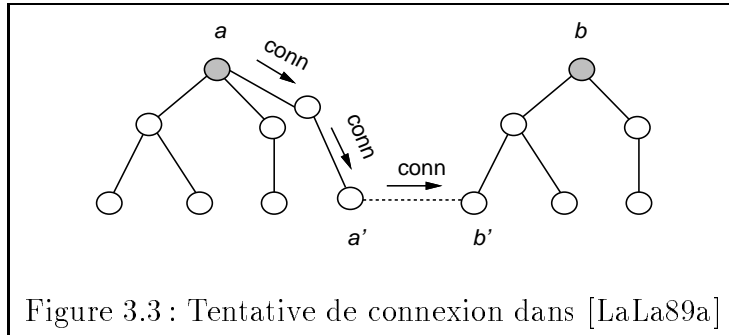 a
b
conn
conn
conn
a'
b'
Figure 3.3 : Tentative de connexion dans [LaLa89a]